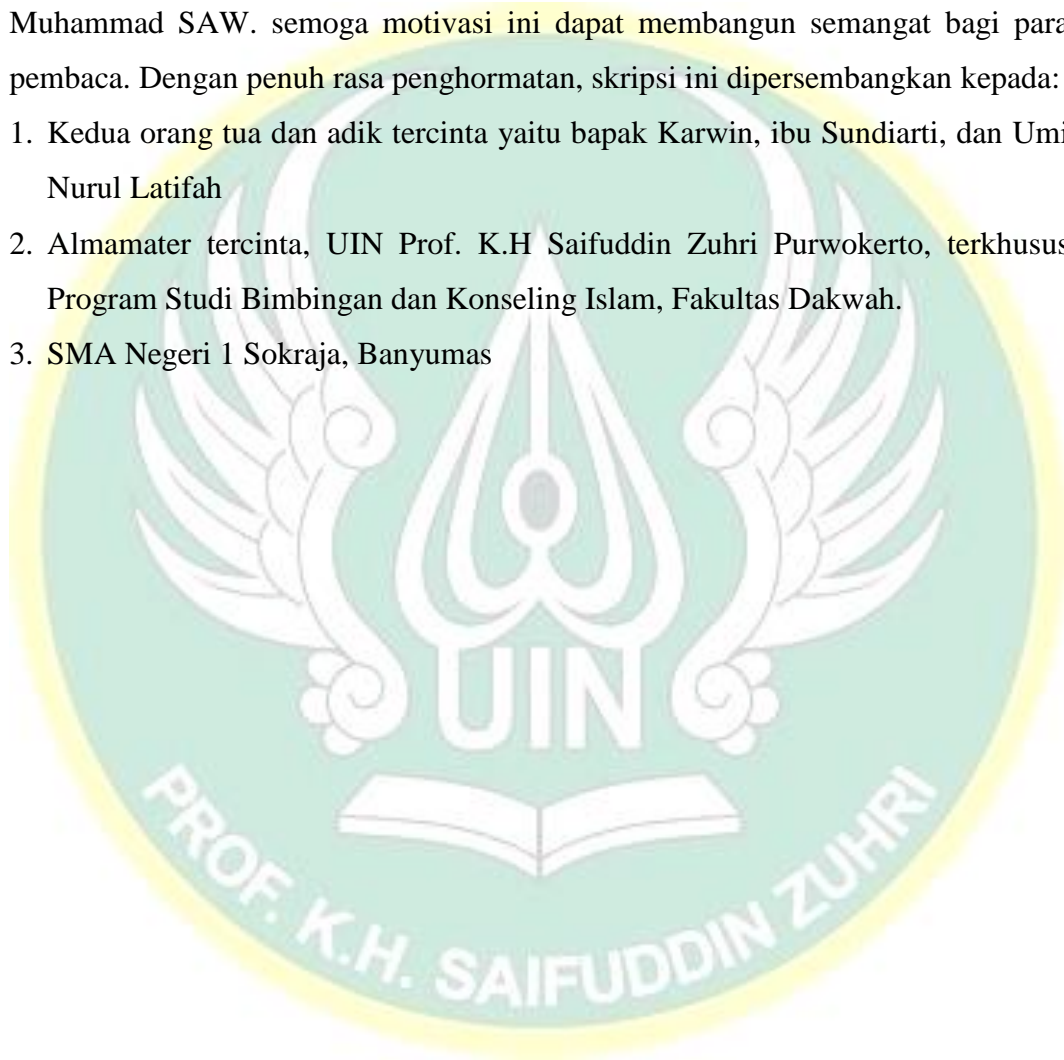 Muhammad SAW. semoga motivasi ini dapat membangun semangat bagi para
pembaca. Dengan penuh rasa penghormatan, skripsi ini dipersembangkan kepada:
1. Kedua orang tua dan adik tercinta yaitu bapak Karwin, ibu Sundiarti, dan Umi
Nurul Latifah
2. Almamater tercinta, UIN Prof. K.H Saifuddin Zuhri Purwokerto, terkhusus
Program Studi Bimbingan dan Konseling Islam, Fakultas Dakwah.
3. SMA Negeri 1 Sokraja, Banyumas
UIN
PROF. K.H. SAIFUDDIN ZUHRI